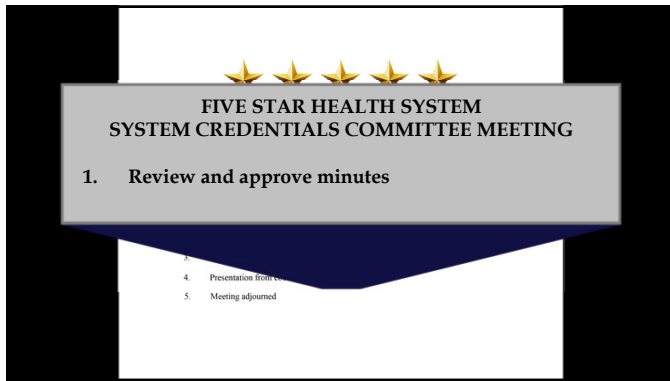 FIVE STAR HEALTH SYSTEM
SYSTEM CREDENTIALS COMMITTEE MEETING
1. Review and approve minutes
3.
4. Presentation from
5. Meeting adjourned